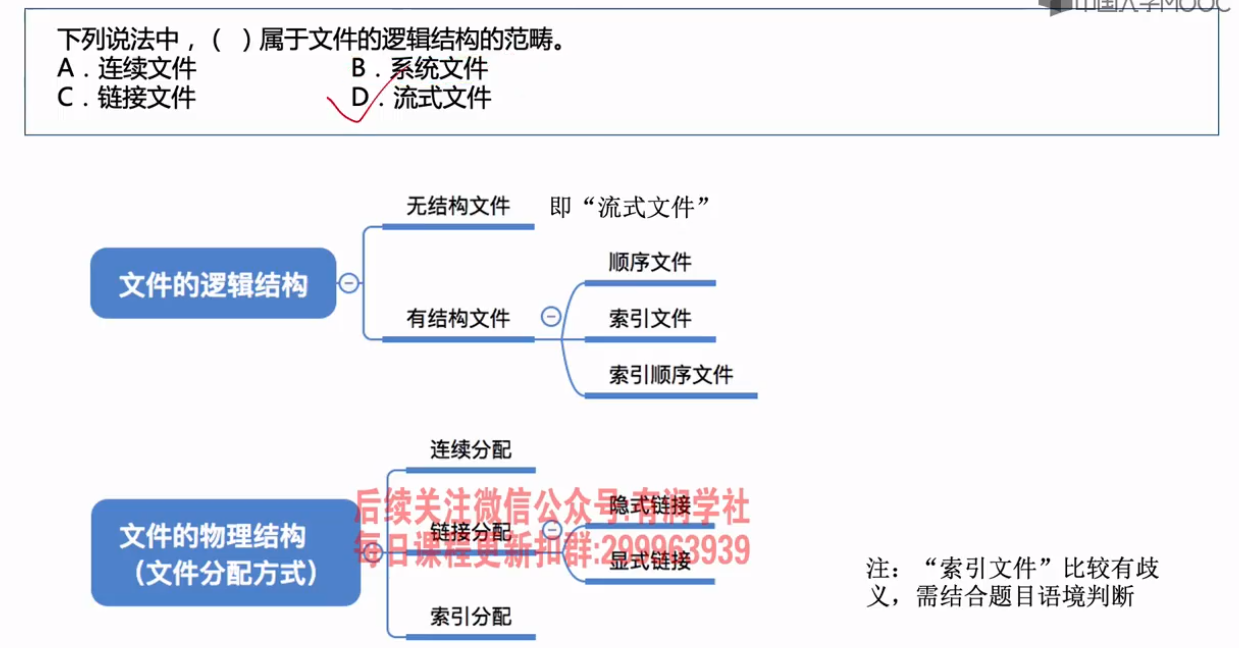 中国大学MOOC
下列说法中，（ ）属于文件的逻辑结构的范畴。
A．连续文件 B．系统文件
C．链接文件 D．流式文件
无结构文件 即“流式文件”
顺序文件
文件的逻辑结构
有结构文件 索引文件
索引顺序文件
连续分配
后续关注微信公众号:有润学社
隐式链接
文件的物理结构
（文件分配方式）
链接分配
每日课程更新扣群:299963939
显式链接
索引分配
注：“索引文件”比较有歧
义，需结合题目语境判断